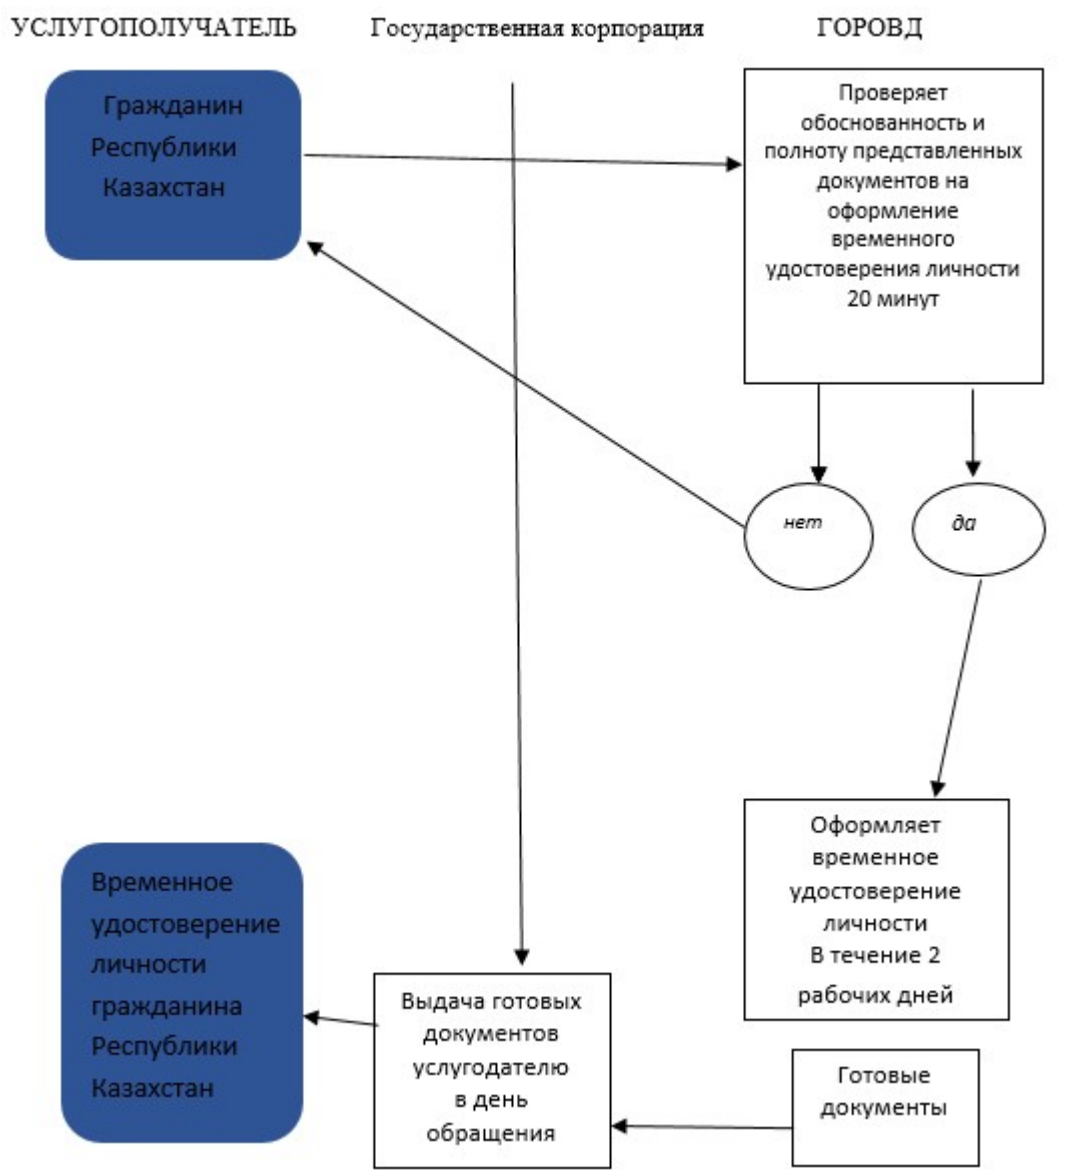 УСЛУГОПОЛУЧАТЕЛЬ
Государственная корпорация
ГОРОВД
Гражданин
Республики
Казахстан
Проверяет
обоснованность и
полноту представленных
документов на
оформление
временного
удостоверения личности
20 минут
нет
да
Оформляет
временное
удостоверение
личности
В течение 2
рабочих дней
Временное
удостоверение
личности
гражданина
Республики
Казахстан
Выдача готовых
документов
услугодателю
в день
обращения
Готовые
документы